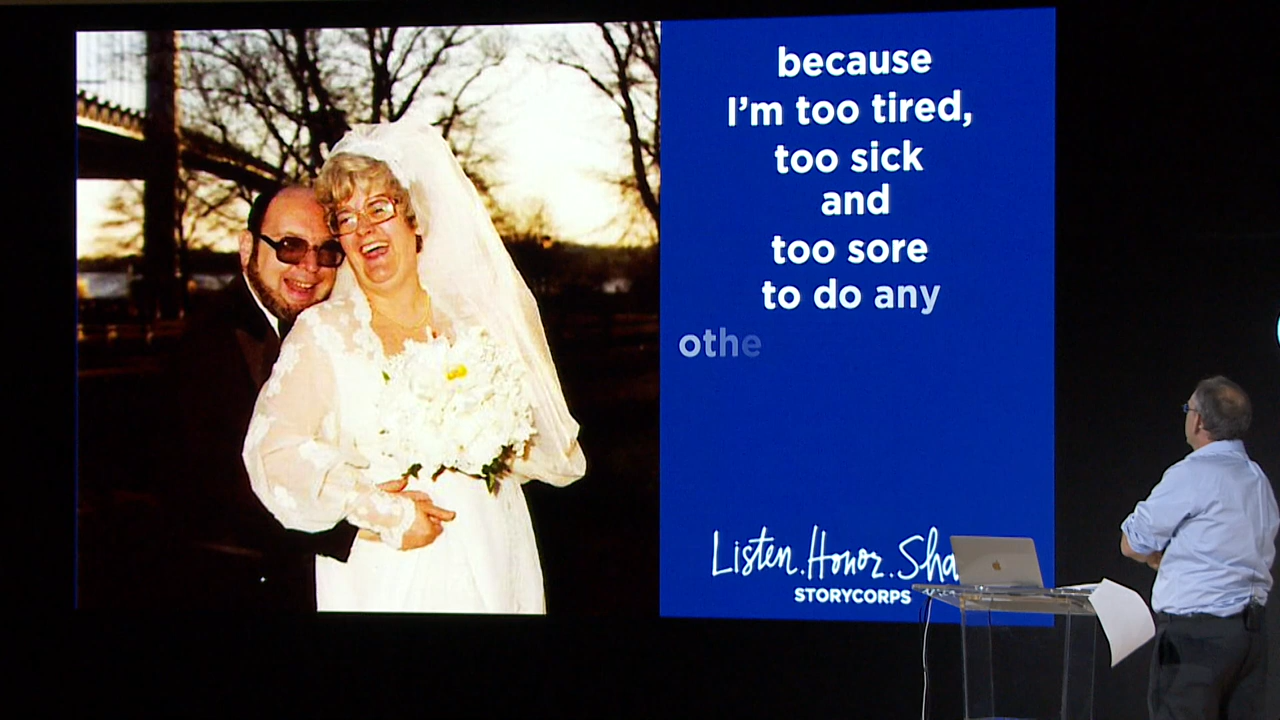 because
I’m too tired,
too sick
and
too sore
to do any
othe
Listen. Honor. Sha
STORYCORPS